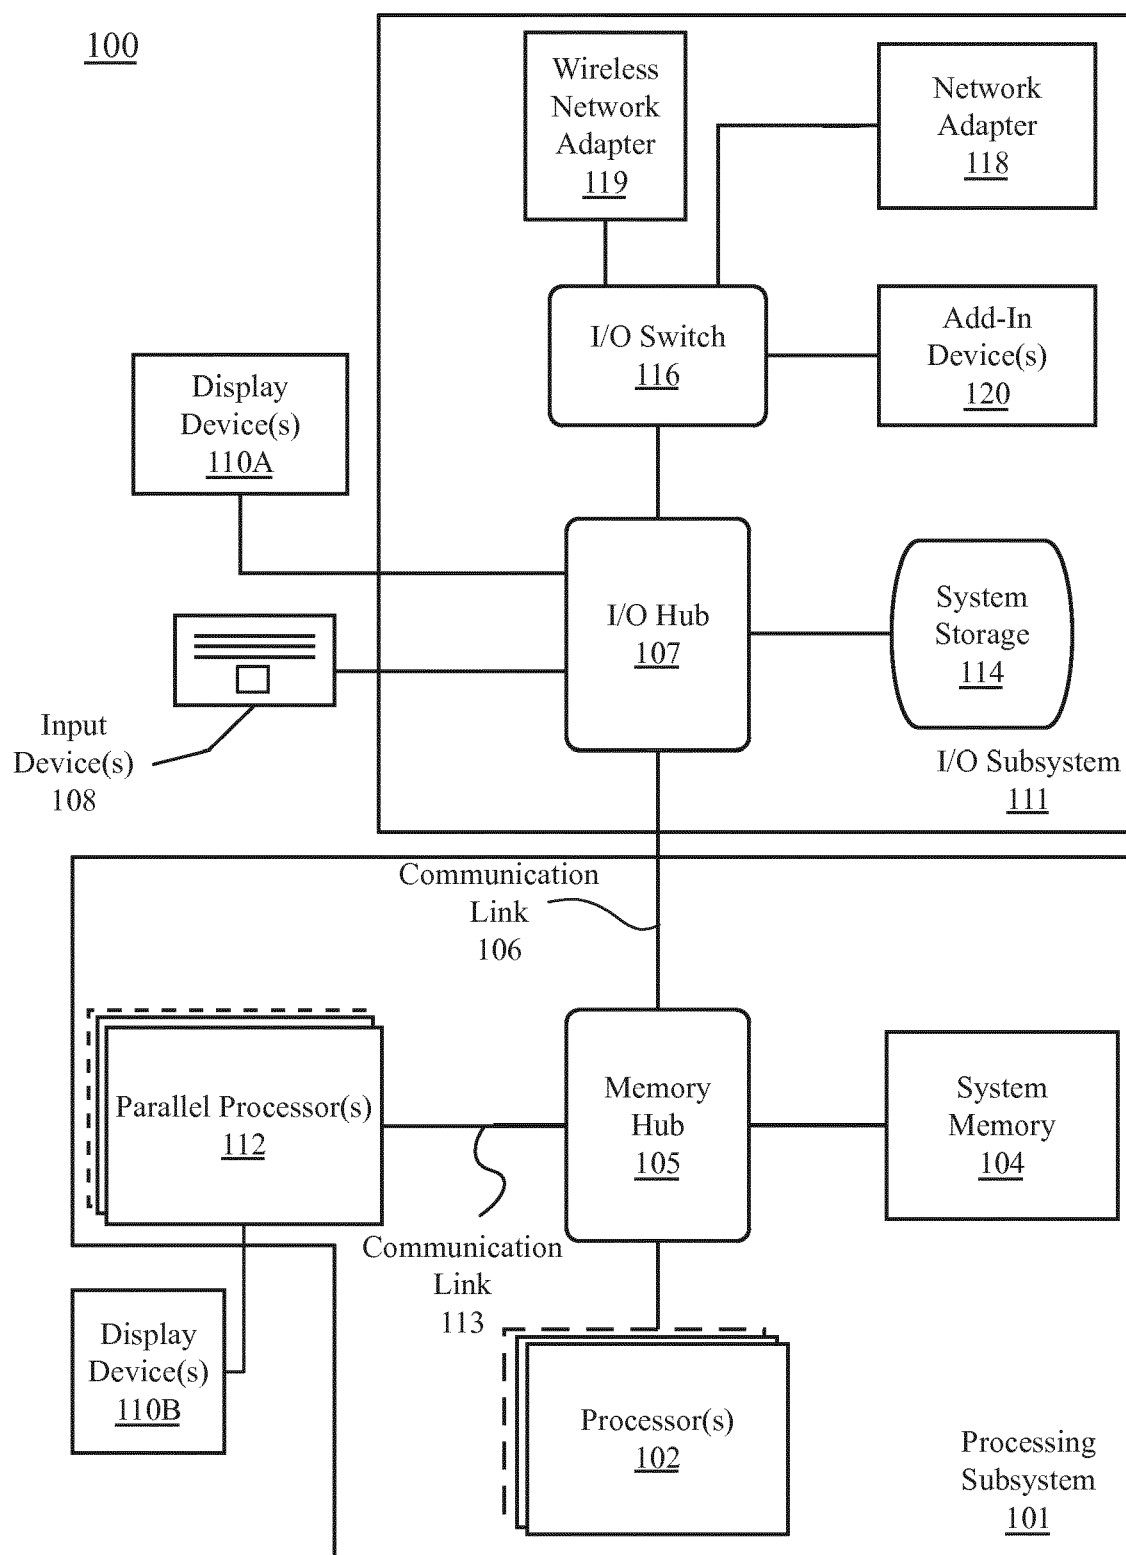 100
Wireless
Network
Adapter
119
Network
Adapter
118
I/O Switch
116
Add-In
Device(s)
120
Display
Device(s)
110A
I/O Hub
107
System
Storage
114
Input
Device(s)
108
I/O Subsystem
111
Communication
Link
106
Parallel Processor(s)
112
Memory
Hub
105
System
Memory
104
Communication
Link
113
Display
Device(s)
110B
Processor(s)
102
Processing
Subsystem
101